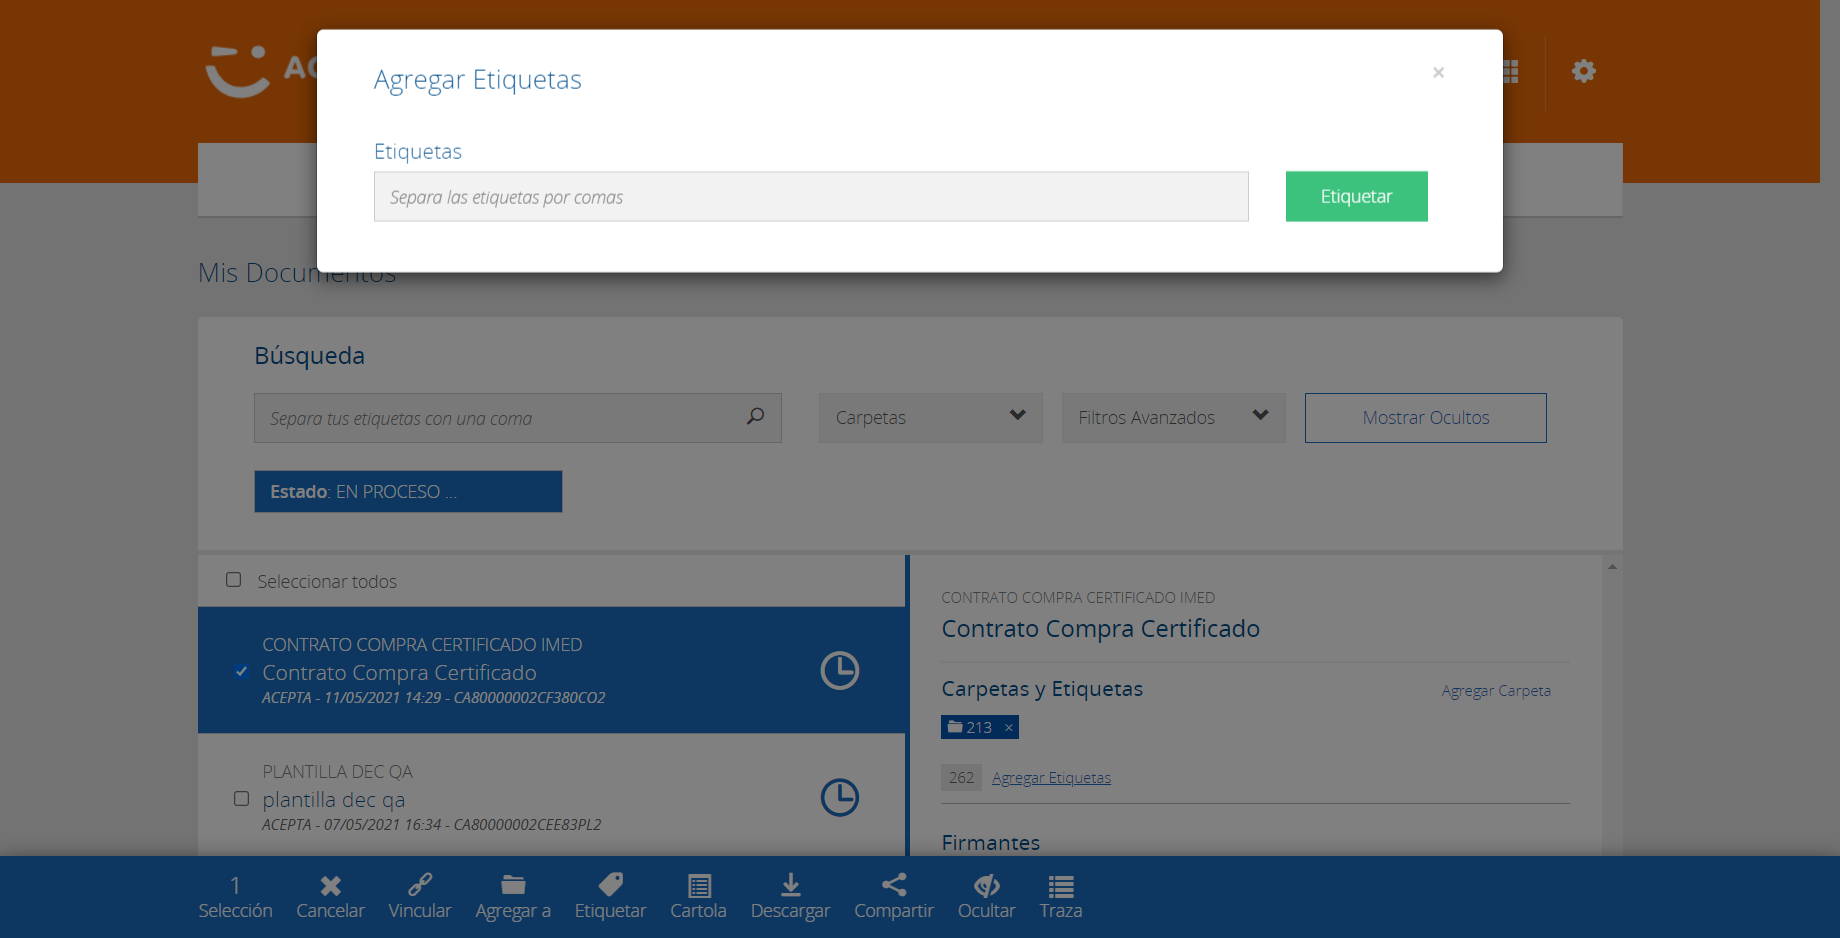 AC
Agregar Etiquetas
×
Etiquetas
Separa las etiquetas por comas
Etiquetar
Mis Documentos
Búsqueda
Separa tus etiquetas con una coma
Carpetas
Filtros Avanzados
Mostrar Ocultos
Estado: EN PROCESO ...
Seleccionar todos
CONTRATO COMPRA CERTIFICADO IMED
Contrato Compra Certificado
ACEPTA - 11/05/2021 14:29 - CA80000002CF380CO2
PLANTILLA DEC QA
plantilla dec qa
ACEPTA - 07/05/2021 16:34 - CA80000002CEE83PL2
CONTRATO COMPRA CERTIFICADO IMED
Contrato Compra Certificado
Carpetas y Etiquetas
Agregar Carpeta
213 ×
262 Agregar Etiquetas
Firmantes
1
Selección
Cancelar
Vincular
Agregar a
Etiquetar
Cartola
Descargar
Compartir
Ocultar
Traza